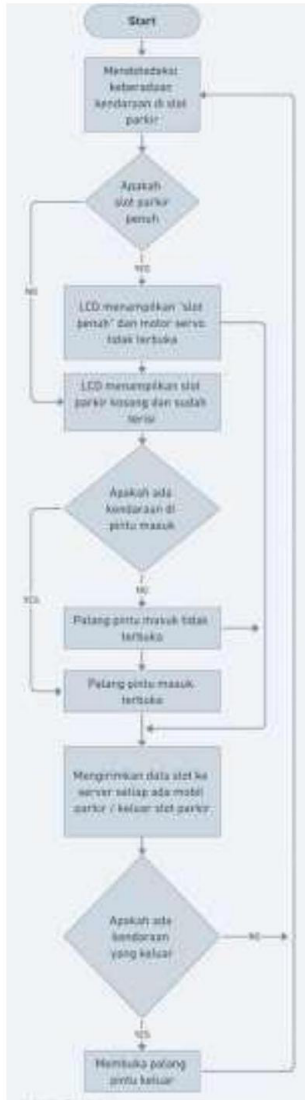 Start
Mendetedeksi
keberadaan
kendaraan di slot
parkir
Apakah
slot parkir
penuh
YES
NO
LCD menampilkan "slot
penuh" dan motor servo
tidak terbuka
LCD menampilkan slot
parkir kosong dan sudah
terisi
Apakah ada
kendaraan di
pintu masuk
NO
YES
Palang pintu masuk tidak
terbuka
Palang pintu masuk
terbuka
Mengirimkan data slot ke
server setiap ada mobil
parkir / keluar slot parkir
Apakah ada
kendaraan
yang keluar
NO
YES
Membuka palang
pintu keluar